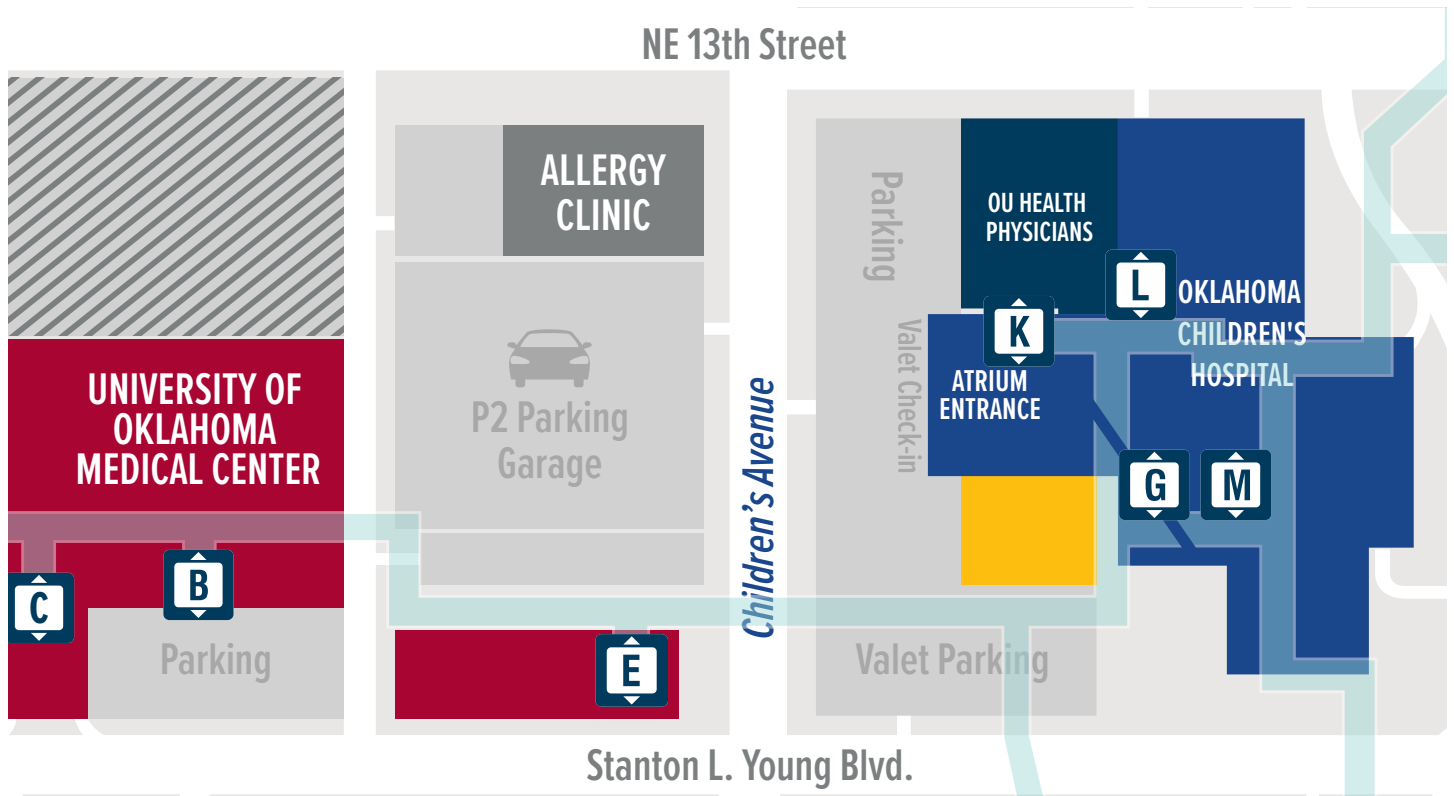 NE 13th Street
ALLERGY
CLINIC
Parking
OU HEALTH
PHYSICIANS
L
OKLAHOMA
CHILDREN'S
HOSPITAL
K
Valet Check-in
ATRIUM
ENTRANCE
UNIVERSITY OF
OKLAHOMA
MEDICAL CENTER
P2 Parking
Garage
Children's Avenue
G
M
C
B
Parking
E
Valet Parking
Stanton L. Young Blvd.